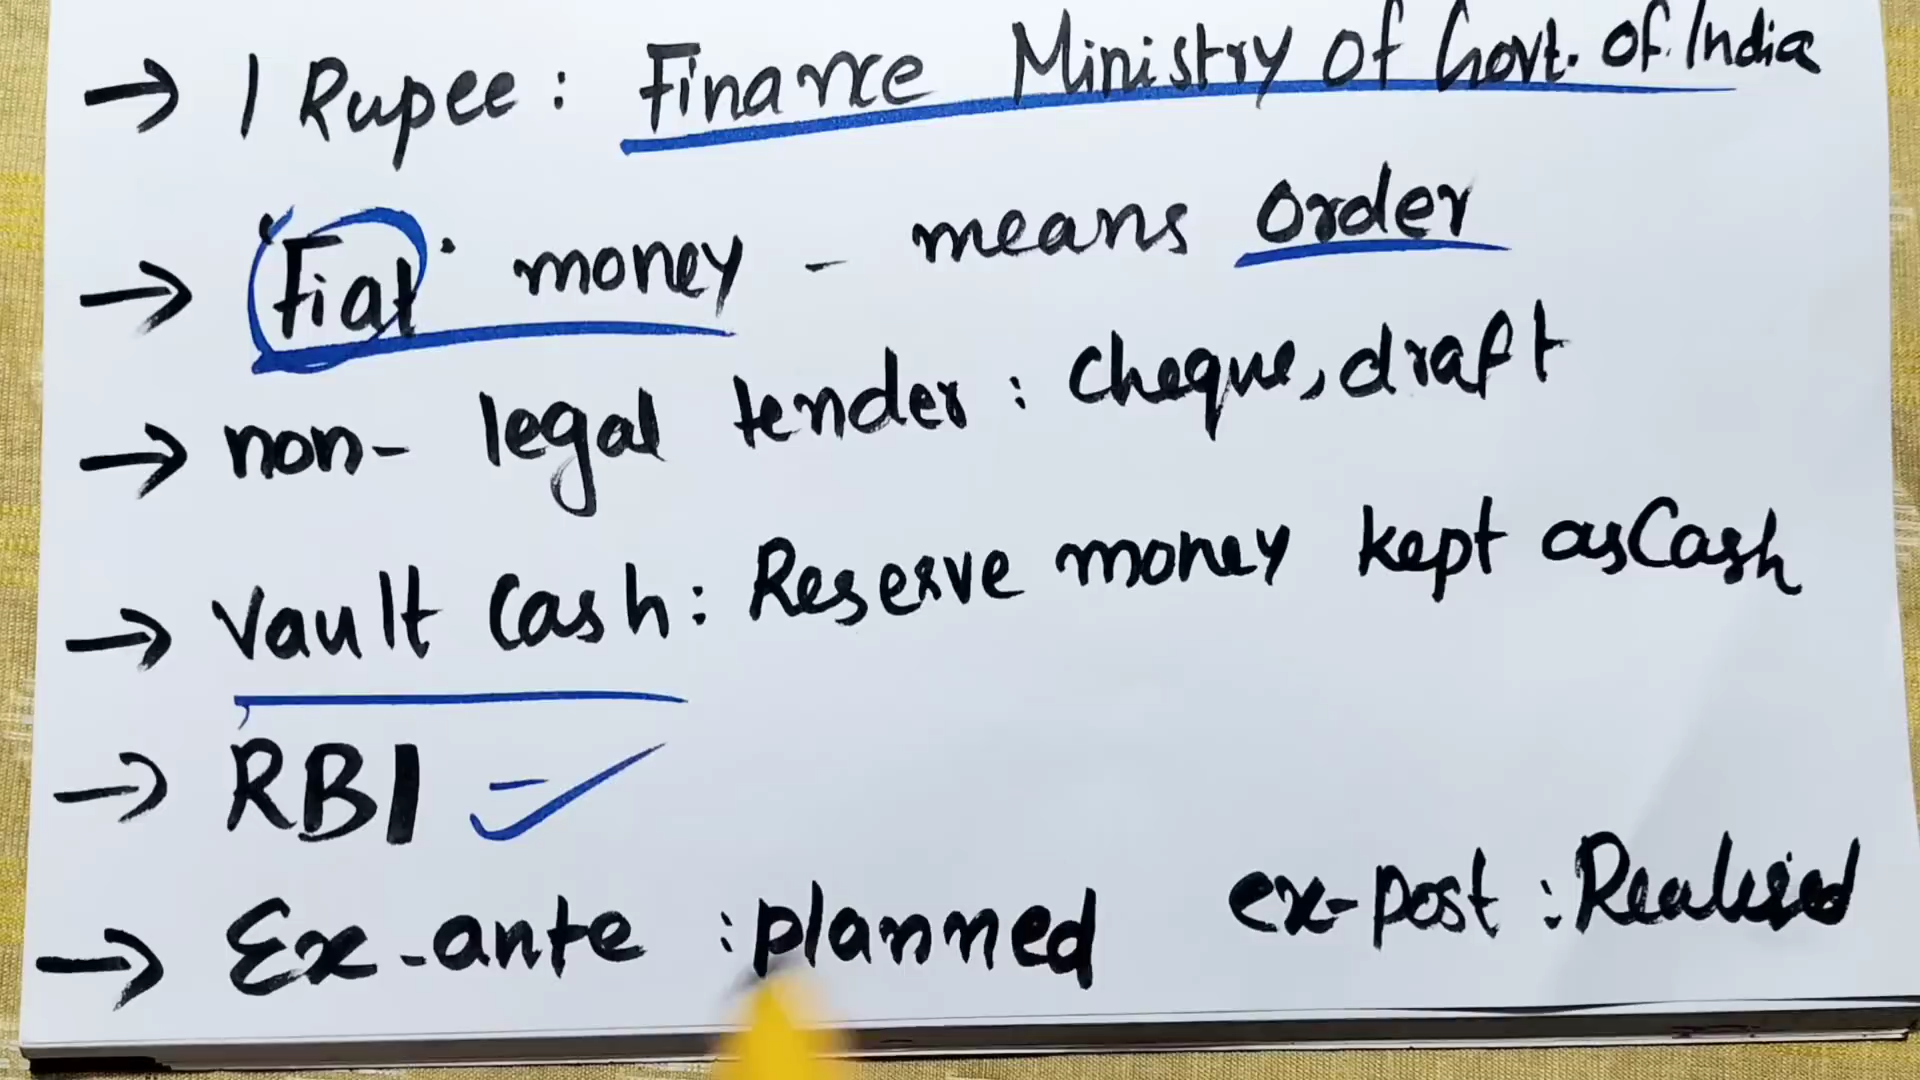 → 1 Rupee: Finance Ministry of Govt. of India
→ "Fiat" money - means order
→ non-legal tender: Cheque, draft
→ Vault Cash: Reserve money kept as Cash
→ RBI
→ Ex-ante: planned ex-post: Realised